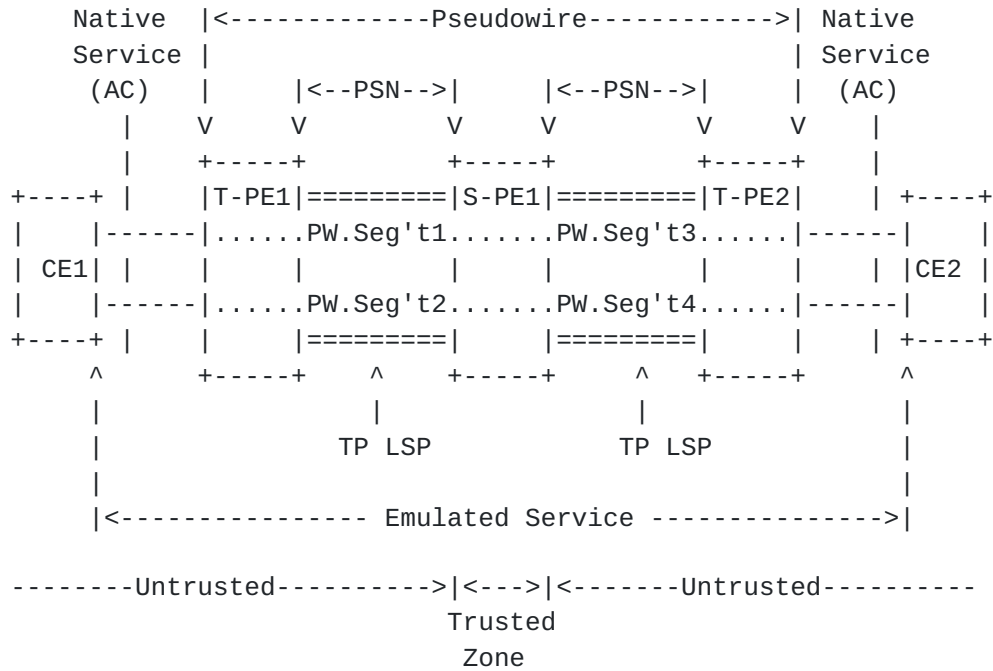 Native  |<-------------Pseudowire------------>| Native
Service |                                     | Service
(AC)   |     |<--PSN-->|     |<--PSN-->|     |  (AC)
|    V     V         V     V         V     V    |
|    +-----+         +-----+         +-----+    |
+----+ |    |T-PE1|=========|S-PE1|=========|T-PE2|    | +----+
|    |------|......PW.Seg't1.......PW.Seg't3......|------|    |
| CE1| |    |     |         |     |         |     |    | |CE2 |
|    |------|......PW.Seg't2.......PW.Seg't4......|------|    |
+----+ |    |     |=========|     |=========|     |    | +----+
^      +-----+    ^    +-----+     ^   +-----+      ^
|                 |                |                |
|               TP LSP            TP LSP            |
|                                                   |
|<---------------- Emulated Service --------------->|
--------Untrusted---------->|<--->|<-------Untrusted----------
Trusted
Zone